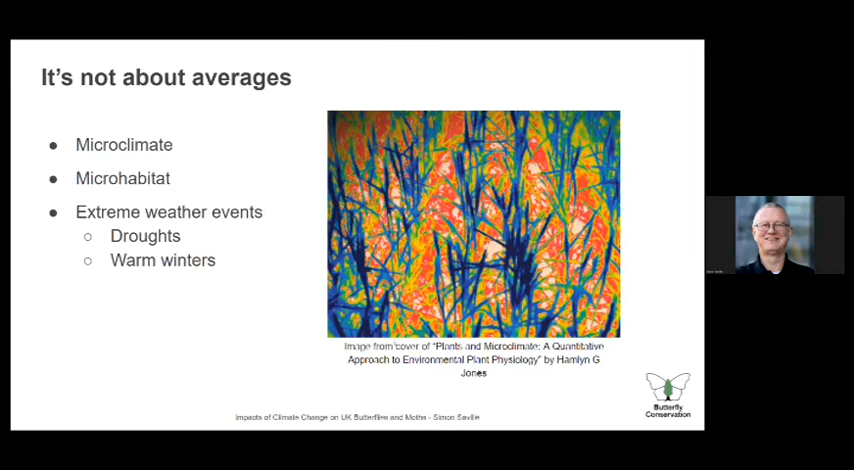 It's not about averages
● Microclimate
● Microhabitat
● Extreme weather events
○ Droughts
○ Warm winters
Image from cover of "Plants and Microclimate: A Quantitative
Approach to Environmental Plant Physiology" by Hamlyn G
Jones
Butterfly
Conservation
Impacts of Climate Change on UK Butterflies and Moths - Simon Saville